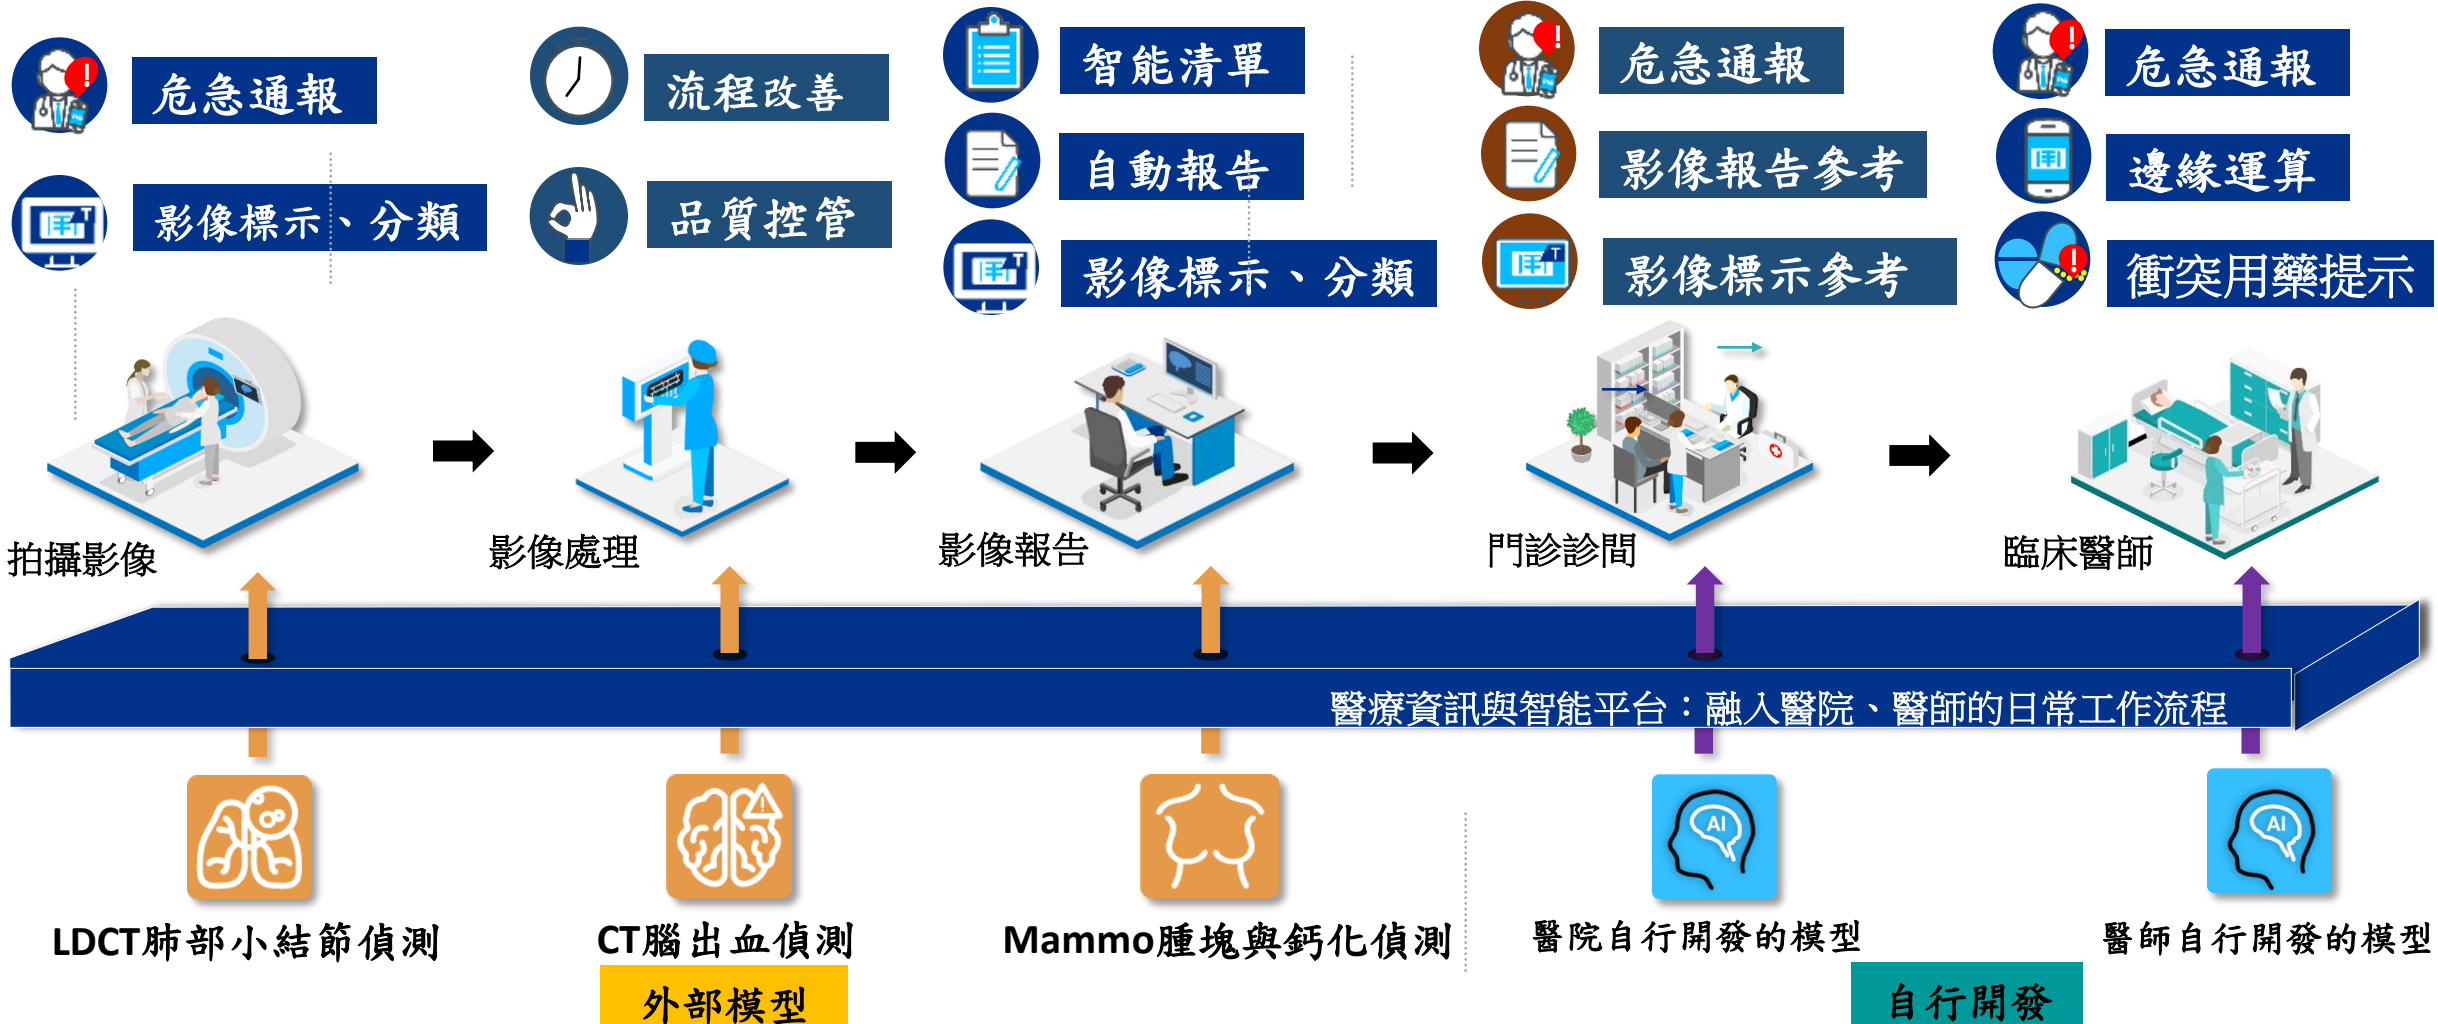 危急通報
影像標示、分類
流程改善
品質控管
智能清單
自動報告
影像標示、分類
危急通報
影像報告參考
影像標示參考
危急通報
邊緣運算
衝突用藥提示
拍攝影像
影像處理
影像報告
門診診間
臨床醫師
醫療資訊與智能平台：融入醫院、醫師的日常工作流程
AI
AI
LDCT肺部小結節偵測
CT腦出血偵測
Mammo腫塊與鈣化偵測
醫院自行開發的模型
醫師自行開發的模型
外部模型
自行開發